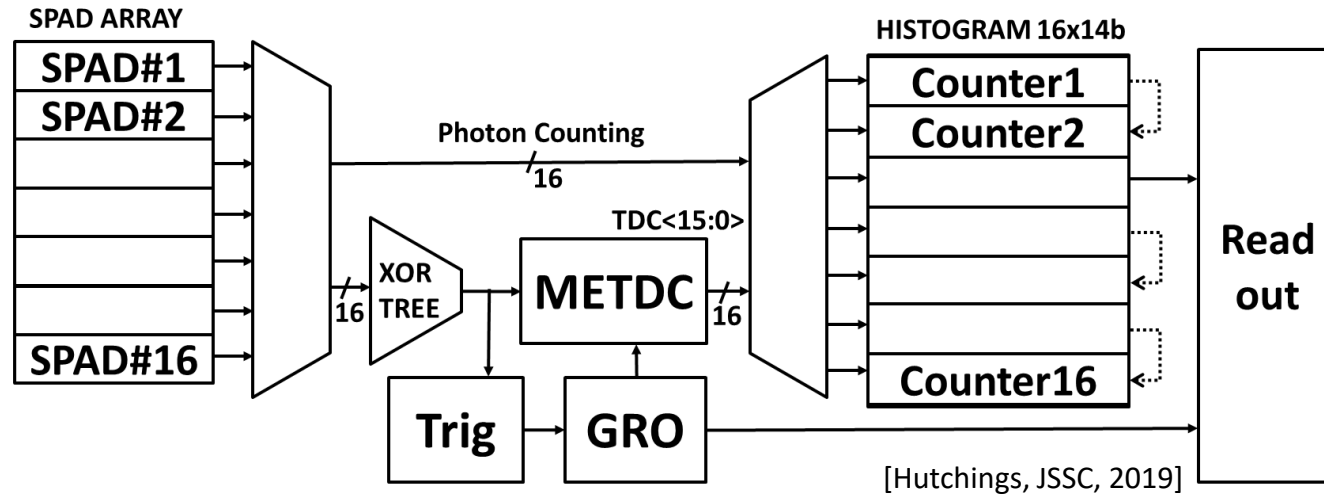 SPAD ARRAY
SPAD#1
SPAD#2
SPAD#16
Photon Counting
16
16
XOR
TREE
METDC
TDC<15:0>
16
Trig
GRO
HISTOGRAM 16x14b
Counter1
Counter2
Counter16
Read
out
[Hutchings, JSSC, 2019]